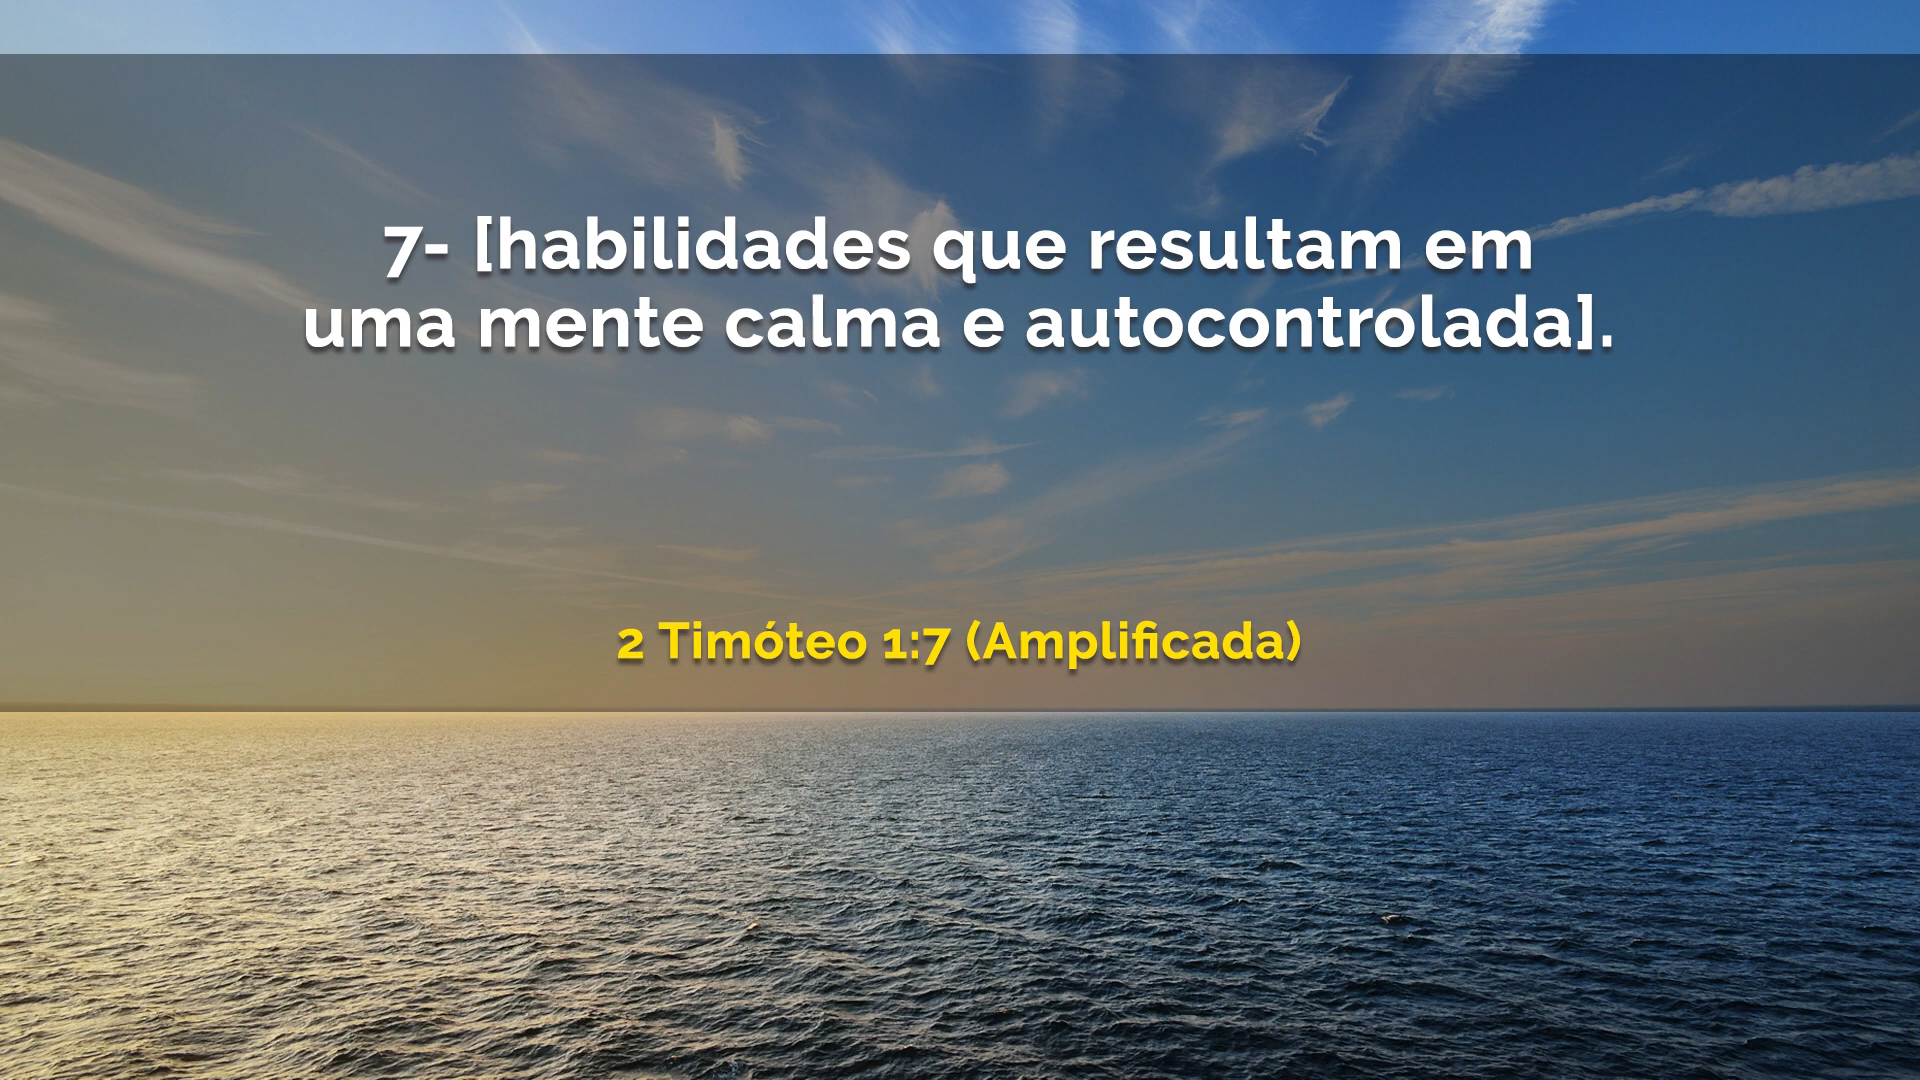 7- [habilidades que resultam em
uma mente calma e autocontrolada].
2 Timóteo 1:7 (Amplificada)